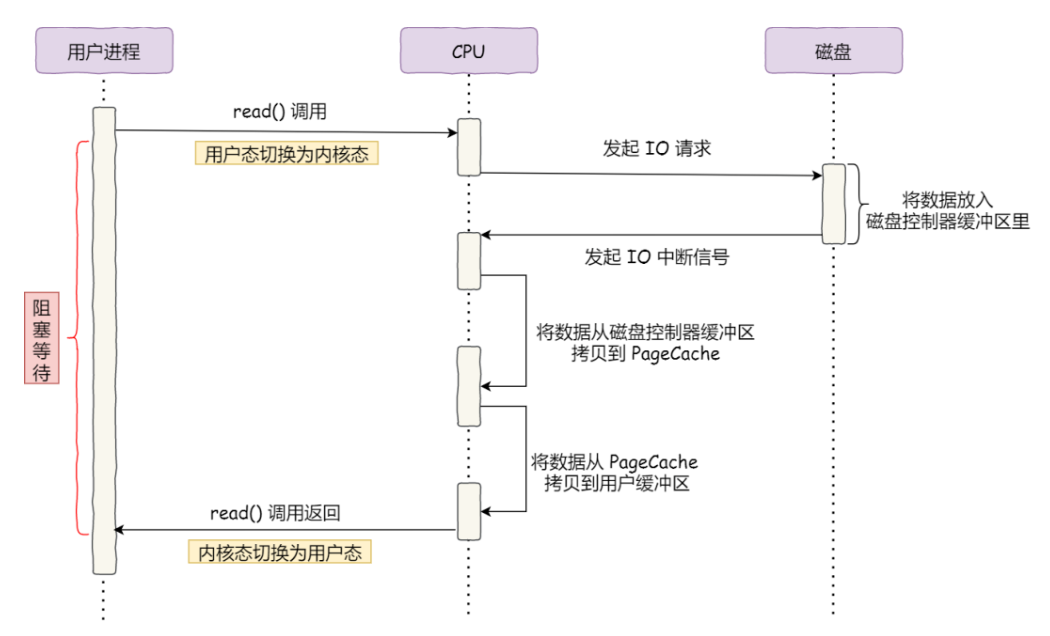 用户进程
CPU
磁盘
read() 调用
用户态切换为内核态
发起 IO 请求
将数据放入
磁盘控制器缓冲区里
发起 IO 中断信号
阻
塞
等
待
将数据从磁盘控制器缓冲区
拷贝到 PageCache
将数据从 PageCache
拷贝到用户缓冲区
read() 调用返回
内核态切换为用户态